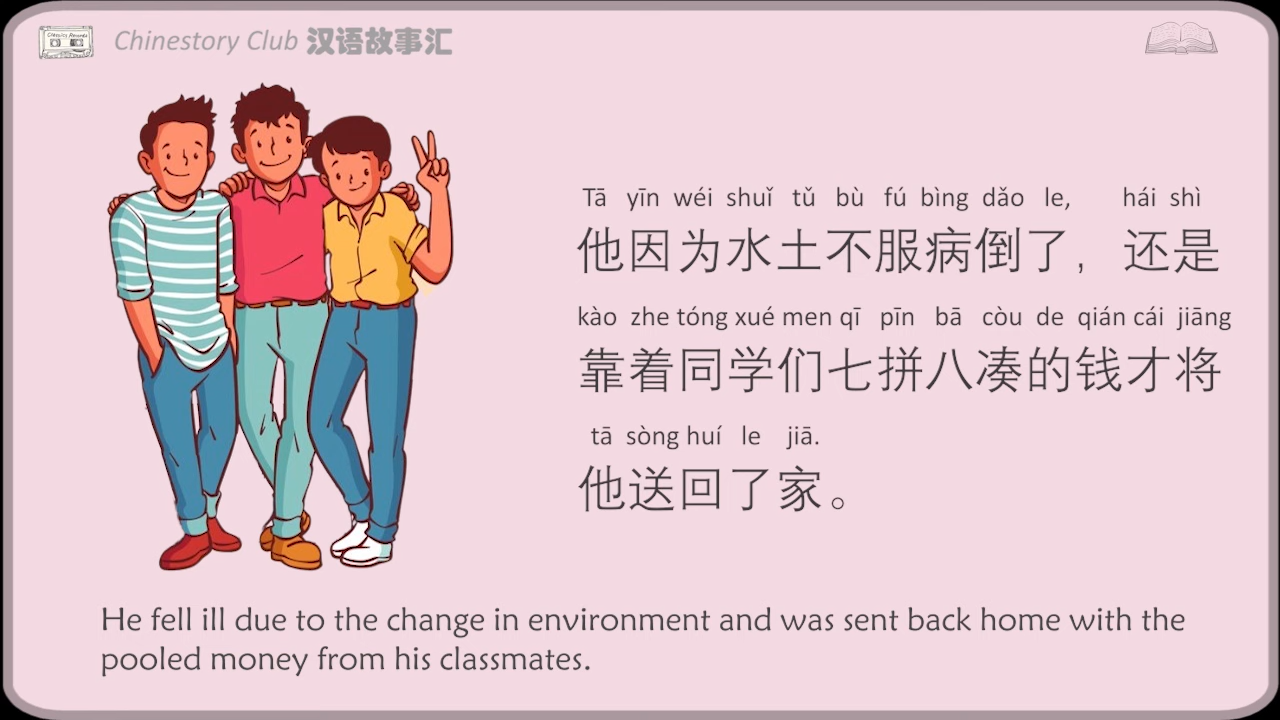 Classics Records
Chinestory Club 汉语故事汇
Tā yīn wéi shuǐ tǔ bù fú bìng dǎo le, hái shì
他因为水土不服病倒了，还是
kào zhe tóng xué men qī pīn bā còu de qián cái jiāng
靠着同学们七拼八凑的钱才将
tā sòng huí le jiā.
他送回了家。
He fell ill due to the change in environment and was sent back home with the
pooled money from his classmates.